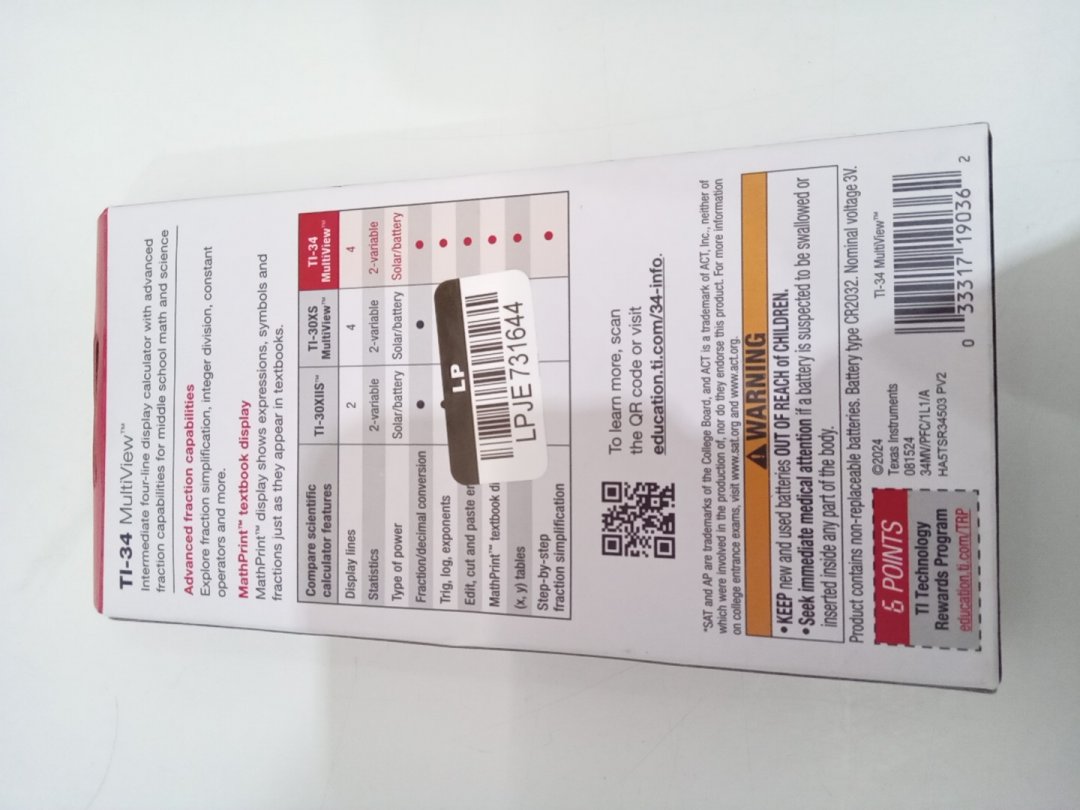 TI-34 MultiView™
Intermediate four-line display calculator with advanced
fraction capabilities for middle school math and science
Advanced fraction capabilities
Explore fraction simplification, integer division, constant
operators and more.
MathPrint™ textbook display
MathPrint™ display shows expressions, symbols and
fractions just as they appear in textbooks.
Compare scientific calculator features TI-30XIIS™ TI-30XS MultiView™ TI-34 MultiView™
Display lines 2 4 4
Statistics 2-variable 2-variable 2-variable
Type of power Solar/battery Solar/battery Solar/battery
Fraction/decimal conversion • • •
Trig, log, exponents • •
Edit, cut and paste er •
MathPrint™ textbook di •
(x, y) tables •
Step-by-step
fraction simplification •
LP
LPJE731644
To learn more, scan
the QR code or visit
education.ti.com/34-info.
*SAT and AP are trademarks of the College Board, and ACT is a trademark of ACT, Inc., neither of
which were involved in the production of, nor do they endorse this product. For more information
on college entrance exams, visit www.sat.org and www.act.org.
WARNING
• KEEP new and used batteries OUT OF REACH of CHILDREN.
• Seek immediate medical attention if a battery is suspected to be swallowed or
inserted inside any part of the body.
Product contains non-replaceable batteries. Battery type CR2032. Nominal voltage 3V.
6 POINTS
TI Technology
Rewards Program
education.ti.com/TRP
©2024
Texas Instruments
081524
34MV/PFC/1L1/A
HASTSR34503 PV2
TI-34 MultiView™
0 33317 19036 2